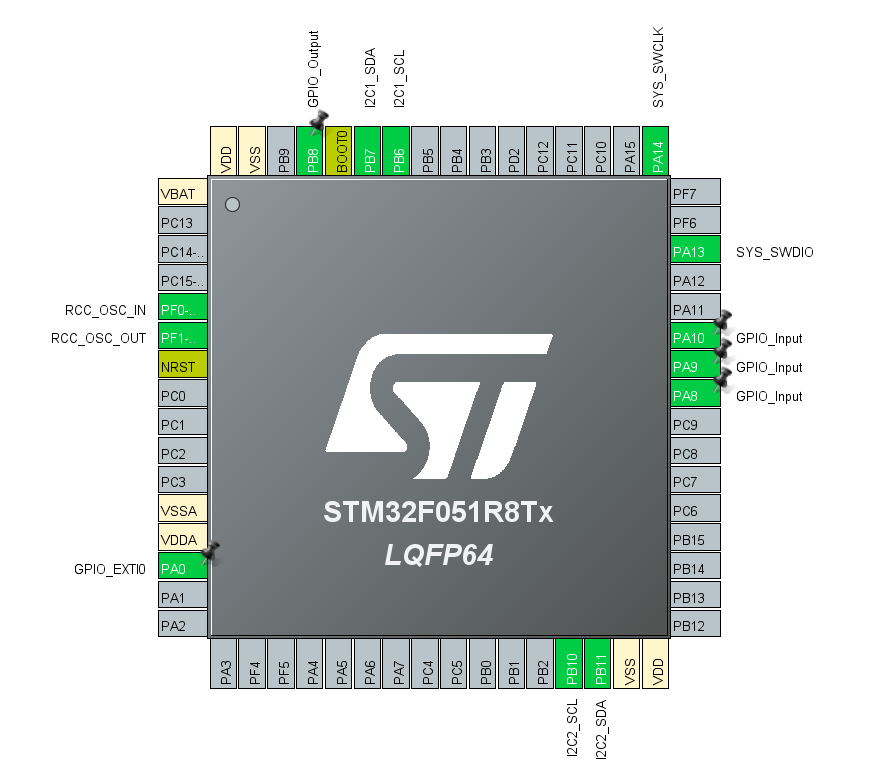 GPIO_Output
I2C1_SDA
I2C1_SCL
SYS_SWCLK
VDD
VSS
PB9
PB8
BOOT0
PB7
PB6
PB5
PB4
PB3
PD2
PC12
PC11
PC10
PA15
PA14
VBAT
PC13
PC14-..
PC15-..
RCC_OSC_IN
PF0-..
RCC_OSC_OUT
PF1-..
NRST
PC0
PC1
PC2
PC3
VSSA
VDDA
GPIO_EXTI0
PA0
PA1
PA2
PF7
PF6
PA13
SYS_SWDIO
PA12
PA11
PA10
GPIO_Input
PA9
GPIO_Input
PA8
GPIO_Input
PC9
PC8
PC7
PC6
PB15
PB14
PB13
PB12
STM32F051R8Tx
LQFP64
PA3
PF4
PF5
PA4
PA5
PA6
PA7
PC4
PC5
PB0
PB1
PB2
PB10
PB11
VSS
VDD
I2C2_SCL
I2C2_SDA